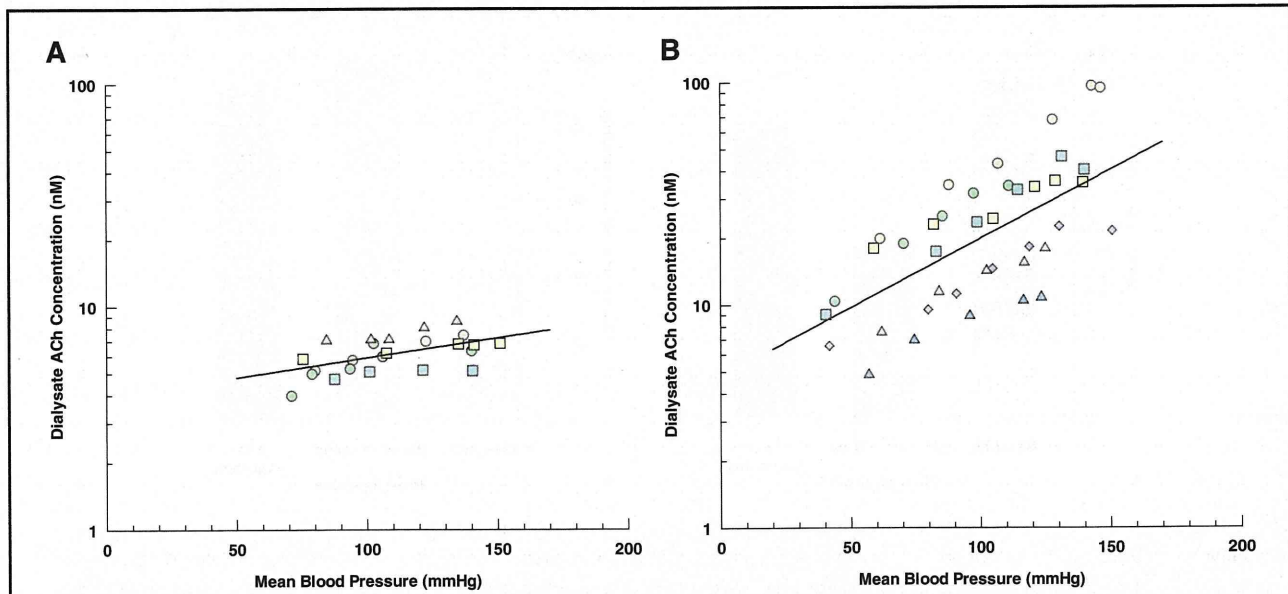 A
100
10
1
0
50
100
150
200
Dialysate ACh Concentration (nM)
Mean Blood Pressure (mmHg)
B
100
10
1
0
50
100
150
200
Dialysate ACh Concentration (nM)
Mean Blood Pressure (mmHg)